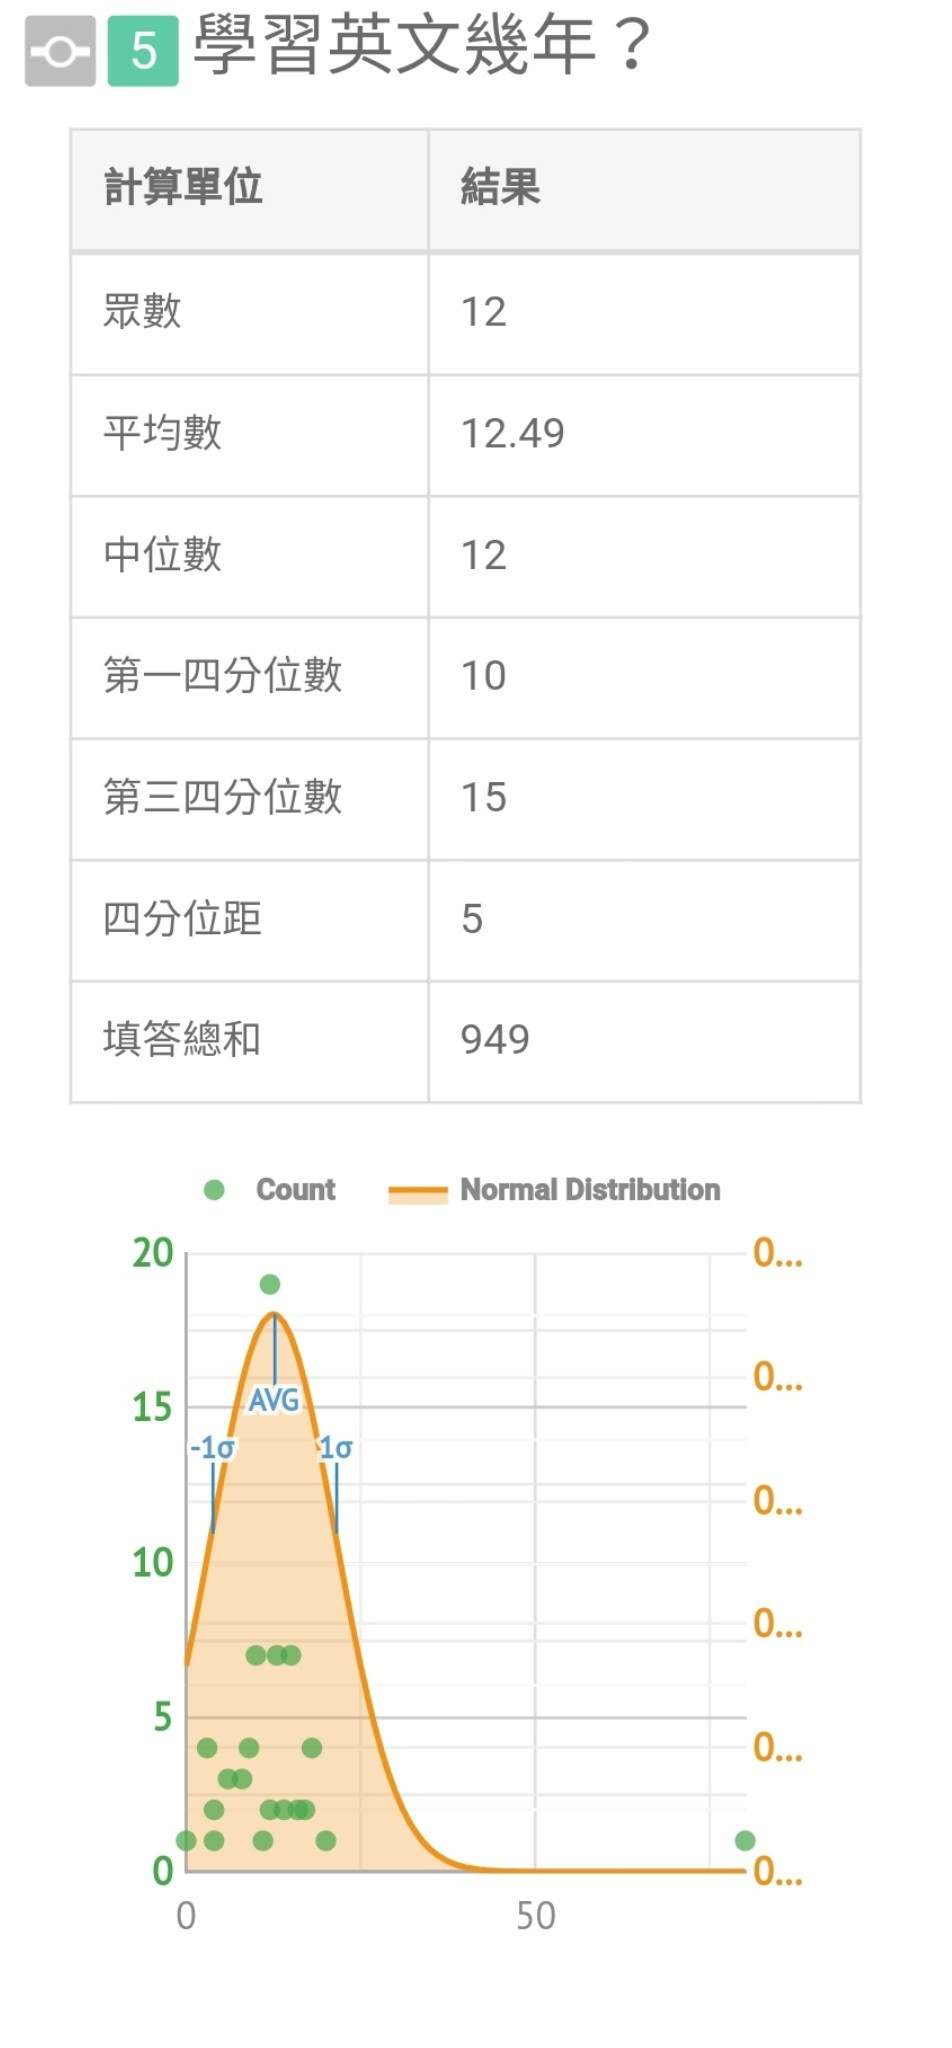 5 學習英文幾年？
計算單位 結果
眾數 12
平均數 12.49
中位數 12
第一四分位數 10
第三四分位數 15
四分位距 5
填答總和 949
Count Normal Distribution
20 0...
0...
15 AVG
-1σ 1σ
0...
10
0...
5
0...
0 0...
0 50